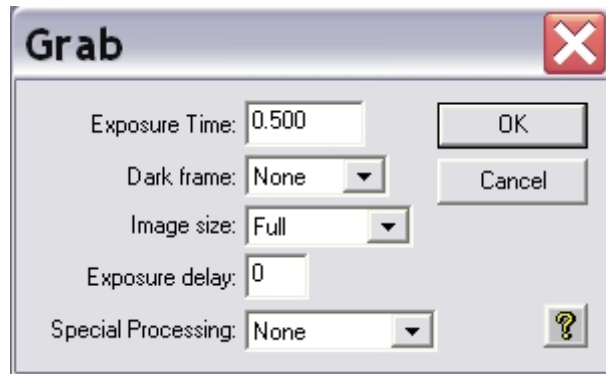 Grab
Exposure Time: 0.500
OK
Dark frame: None
Cancel
Image size: Full
Exposure delay: 0
Special Processing: None
?